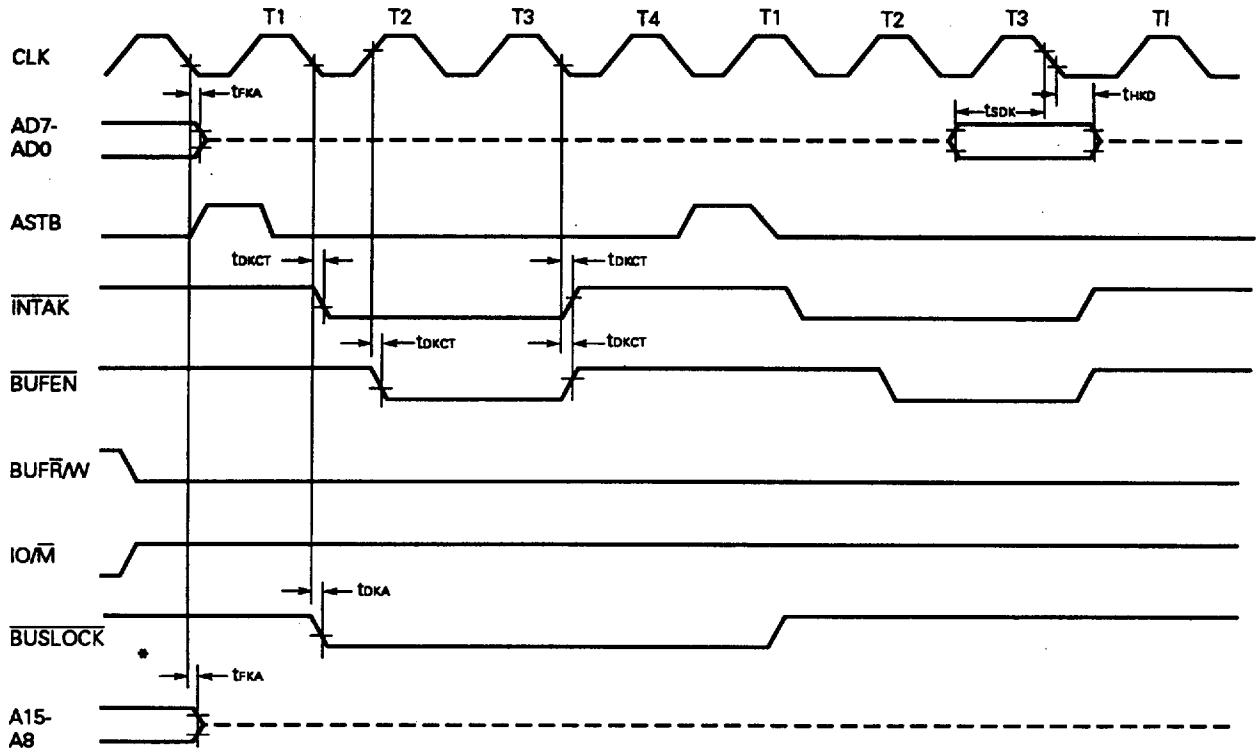 T1 T2 T3 T4 T1 T2 T3 TI
CLK
tFKA
tSDK
tHKD
AD7-
AD0
ASTB
tDKCT
tDKCT
INTAK
tDKCT
tDKCT
BUFEN
BUFR/W
IO/M
tDKA
BUSLOCK
*
tFKA
A15-
A8